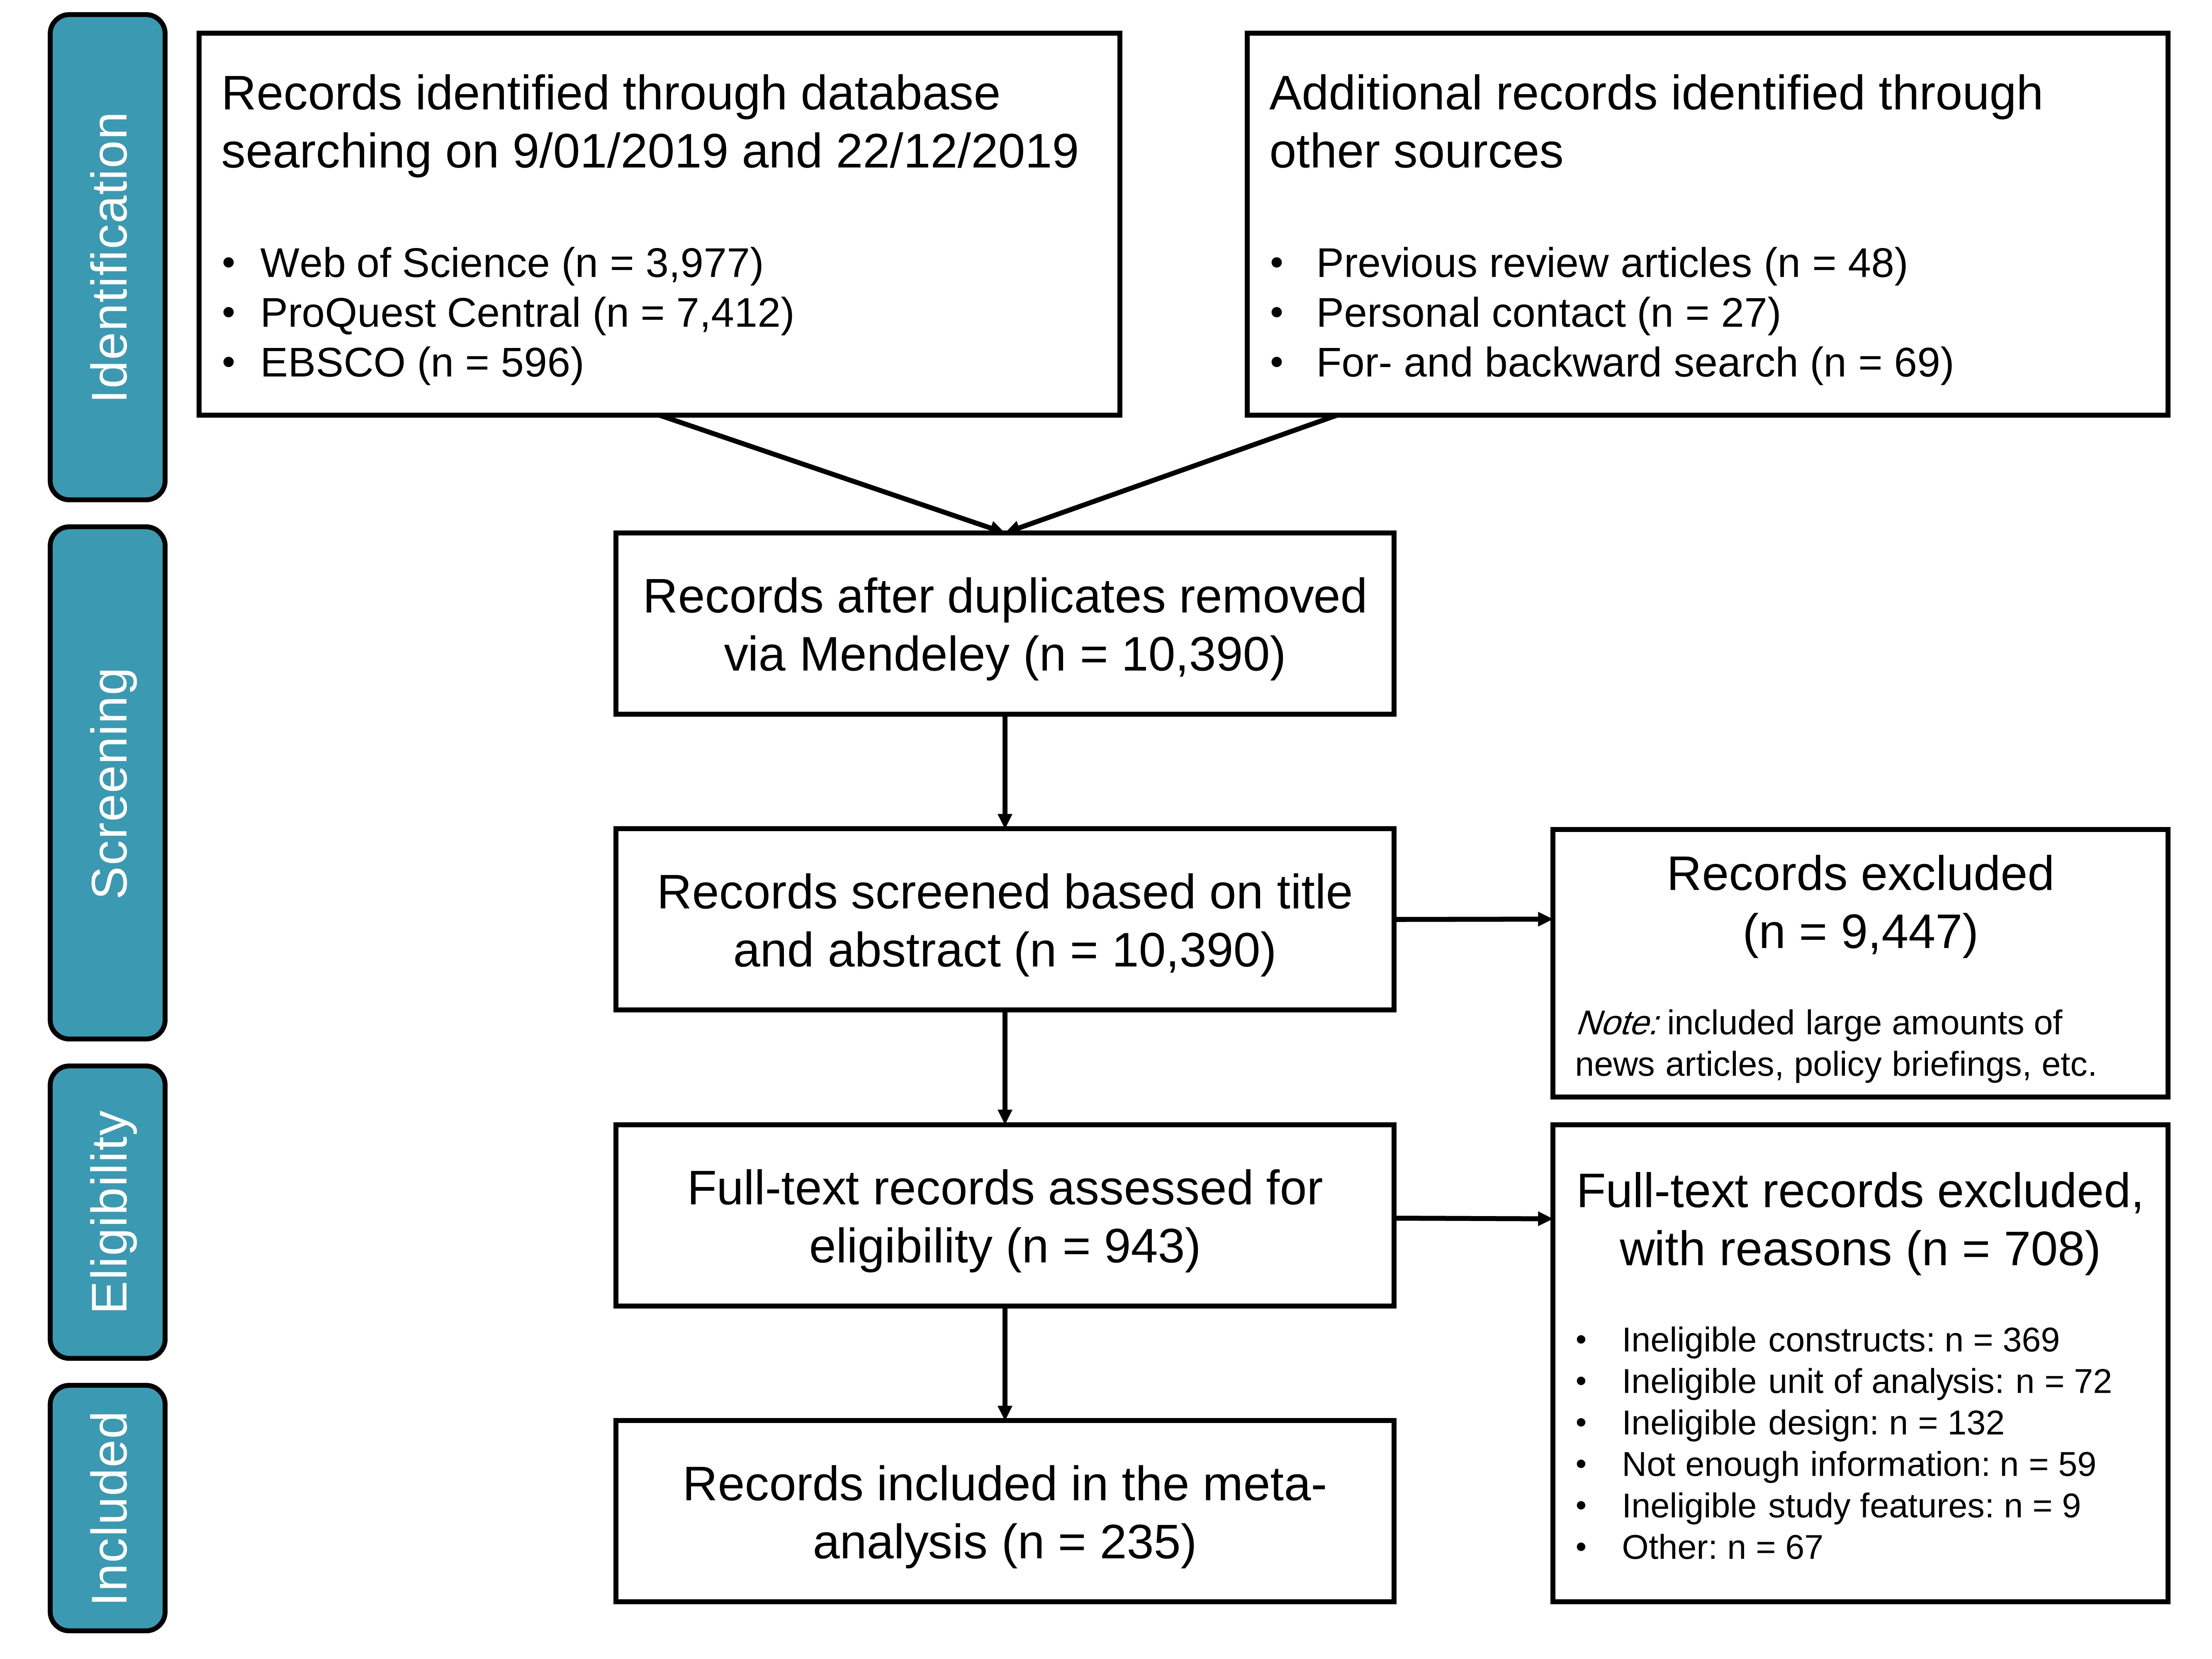 Identification
Records identified through database
searching on 9/01/2019 and 22/12/2019
• Web of Science (n = 3,977)
• ProQuest Central (n = 7,412)
• EBSCO (n = 596)
Additional records identified through
other sources
• Previous review articles (n = 48)
• Personal contact (n = 27)
• For- and backward search (n = 69)
Screening
Records after duplicates removed
via Mendeley (n = 10,390)
Records screened based on title
and abstract (n = 10,390)
Records excluded
(n = 9,447)
Note: included large amounts of
news articles, policy briefings, etc.
Eligibility
Full-text records assessed for
eligibility (n = 943)
Full-text records excluded,
with reasons (n = 708)
• Ineligible constructs: n = 369
• Ineligible unit of analysis: n = 72
• Ineligible design: n = 132
• Not enough information: n = 59
• Ineligible study features: n = 9
• Other: n = 67
Included
Records included in the meta-
analysis (n = 235)